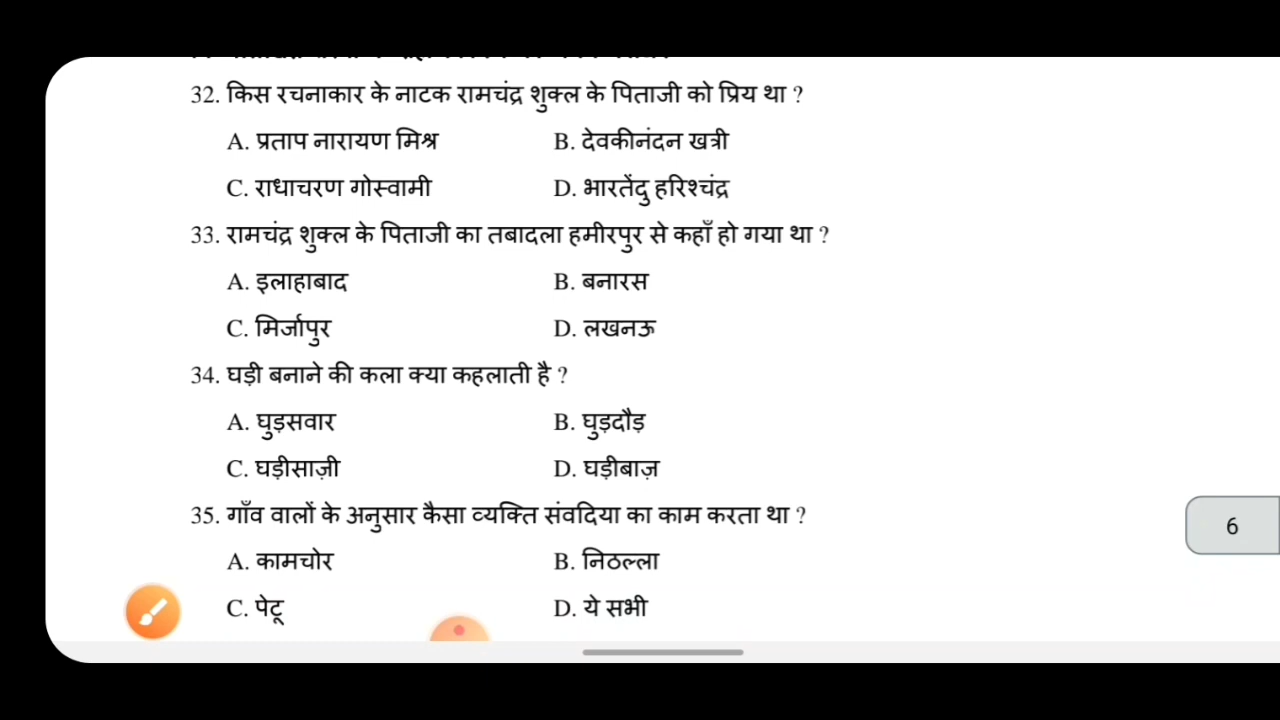 32. किस रचनाकार के नाटक रामचंद्र शुक्ल के पिताजी को प्रिय था ?
A. प्रताप नारायण मिश्र B. देवकीनंदन खत्री
C. राधाचरण गोस्वामी D. भारतेंदु हरिश्चंद्र
33. रामचंद्र शुक्ल के पिताजी का तबादला हमीरपुर से कहाँ हो गया था ?
A. इलाहाबाद B. बनारस
C. मिर्जापुर D. लखनऊ
34. घड़ी बनाने की कला क्या कहलाती है ?
A. घुड़सवार B. घुड़दौड़
C. घड़ीसाज़ी D. घड़ीबाज़
35. गाँव वालों के अनुसार कैसा व्यक्ति संवदिया का काम करता था ?
6
A. कामचोर B. निठल्ला
C. पेटू D. ये सभी